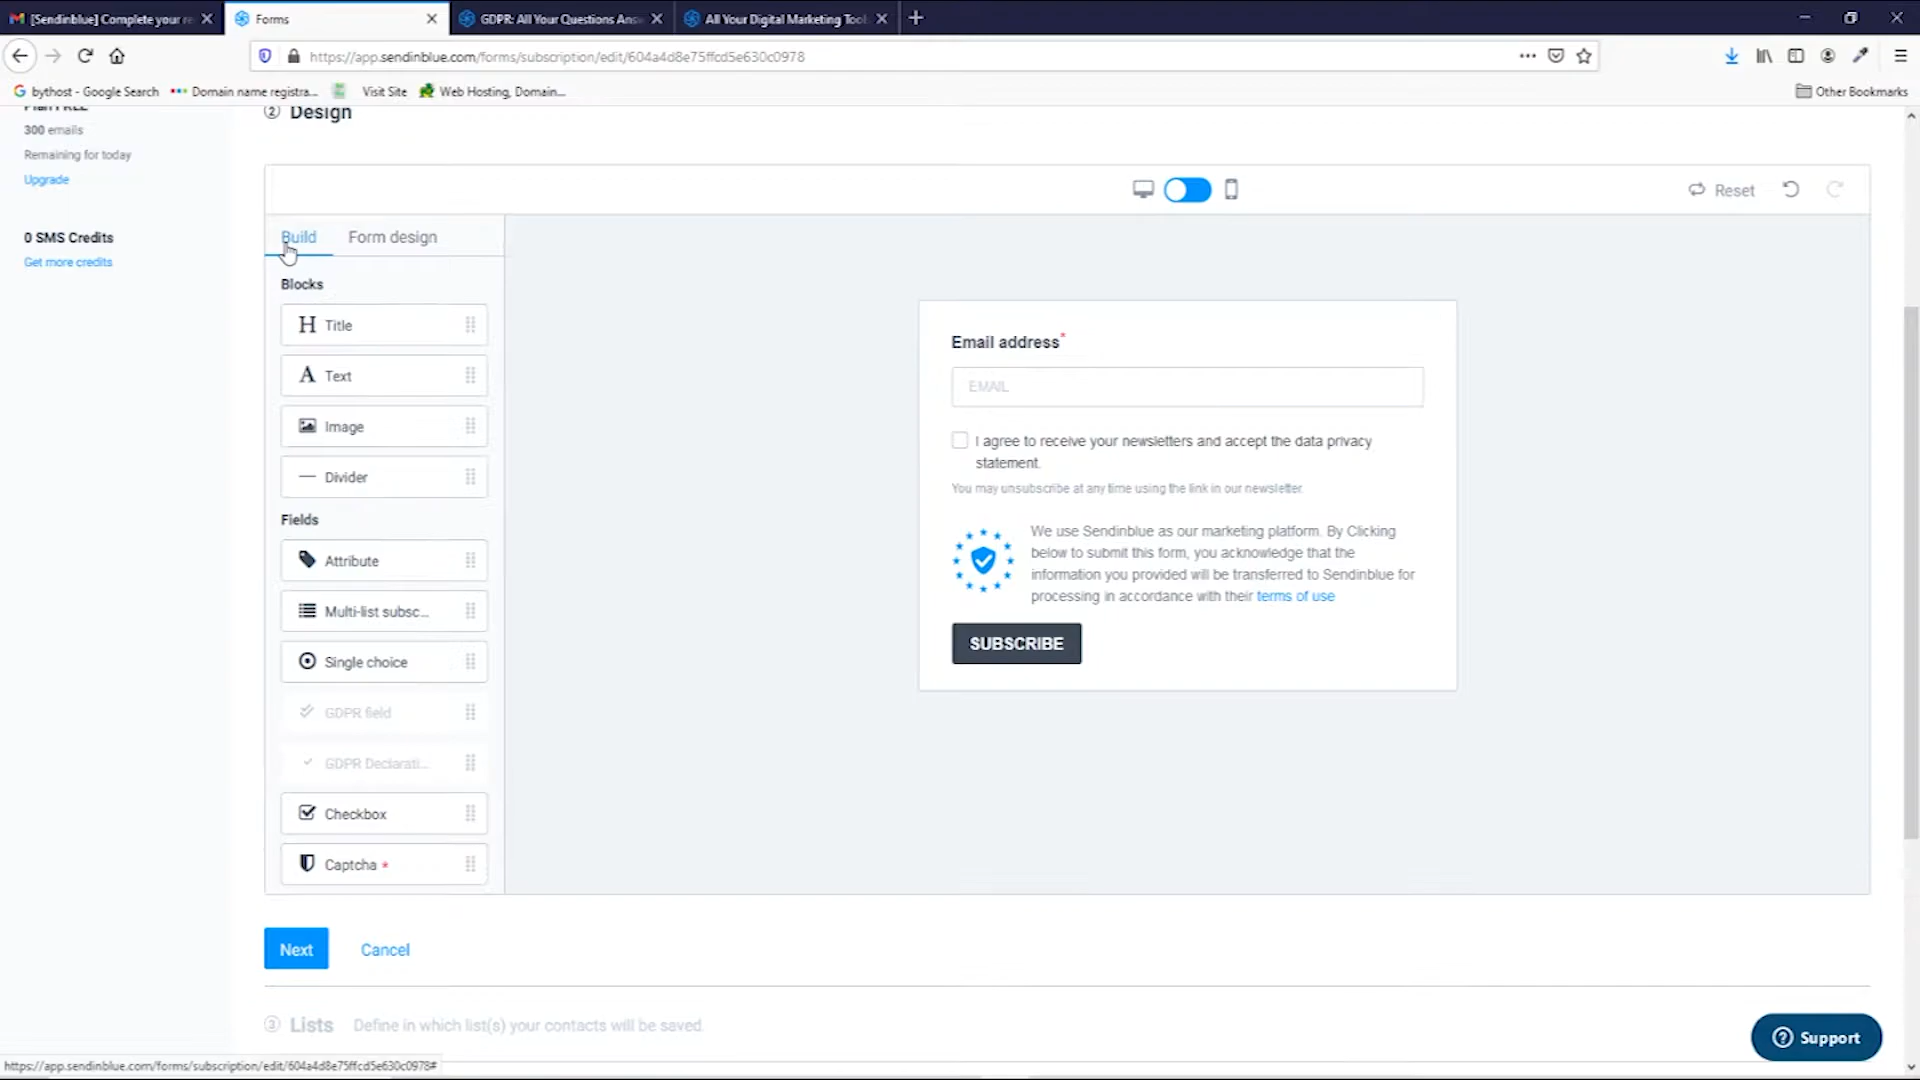 [Sendinblue] Complete your re
Forms
GDPR: All Your Questions Ans
All Your Digital Marketing Tool
https://app.sendinblue.com/forms/subscription/edit/604a4d8e75ffcd5e630c0978
bythost - Google Search
Domain name registra...
Visit Site
Web Hosting, Domain...
Other Bookmarks
Plan FREE
300 emails
Remaining for today
Upgrade
0 SMS Credits
Get more credits
2 Design
Reset
Build
Form design
Blocks
Title
Text
Image
Divider
Fields
Attribute
Multi-list subsc...
Single choice
GDPR field
GDPR Declarati...
Checkbox
Captcha *
Email address*
EMAIL
I agree to receive your newsletters and accept the data privacy
statement.
You may unsubscribe at any time using the link in our newsletter.
We use Sendinblue as our marketing platform. By Clicking
below to submit this form, you acknowledge that the
information you provided will be transferred to Sendinblue for
processing in accordance with their terms of use
SUBSCRIBE
Next
Cancel
3 Lists Define in which list(s) your contacts will be saved.
Support
https://app.sendinblue.com/forms/subscription/edit/604a4d8e75ffcd5e630c0978#